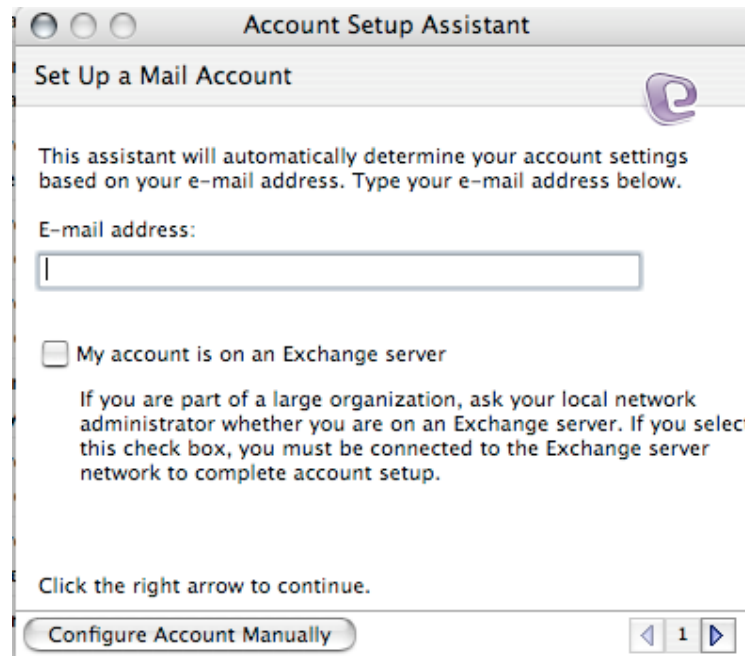 Account Setup Assistant
Set Up a Mail Account
This assistant will automatically determine your account settings
based on your e-mail address. Type your e-mail address below.
E-mail address:
My account is on an Exchange server
If you are part of a large organization, ask your local network
administrator whether you are on an Exchange server. If you select
this check box, you must be connected to the Exchange server
network to complete account setup.
Click the right arrow to continue.
Configure Account Manually
1